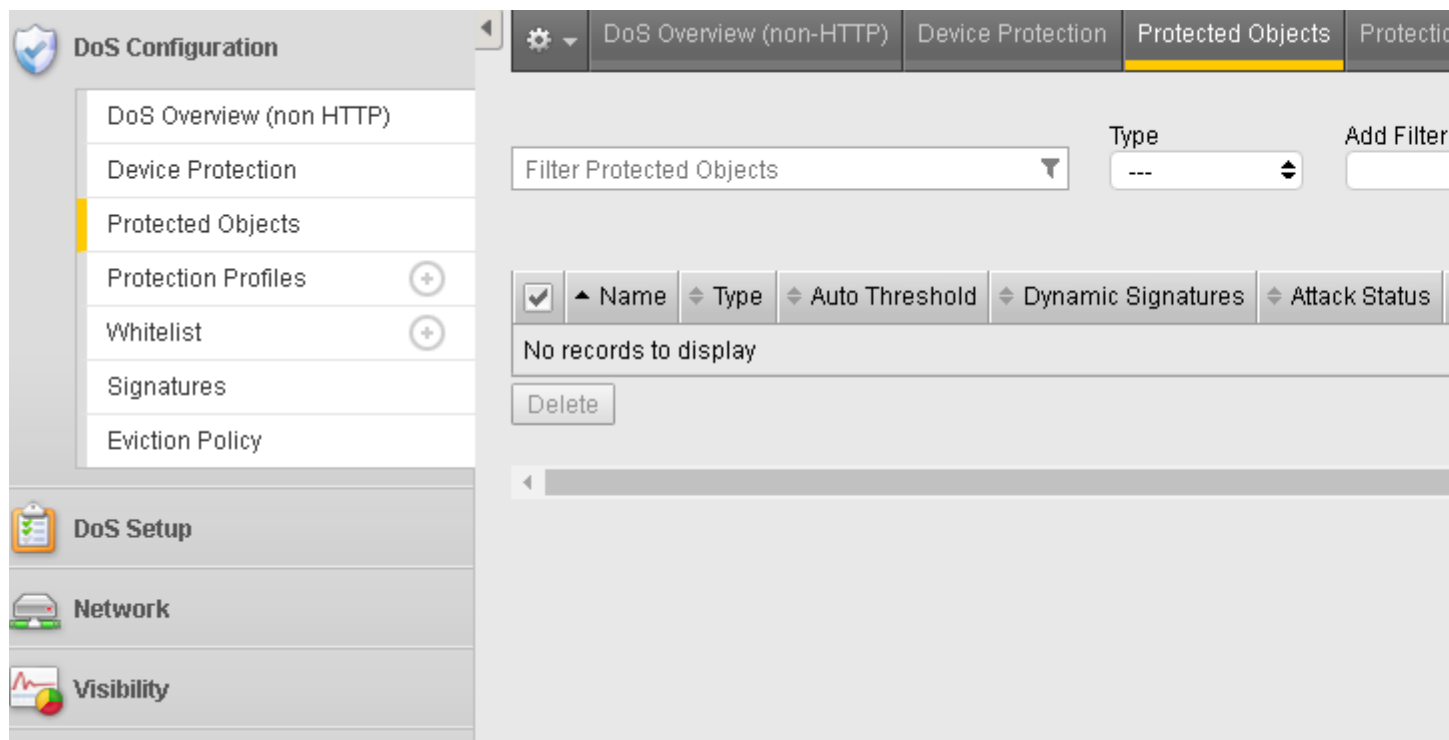 DoS Configuration
DoS Overview (non HTTP)
Device Protection
Protected Objects
Protection Profiles
Whitelist
Signatures
Eviction Policy
DoS Setup
Network
Visibility
DoS Overview (non-HTTP) Device Protection Protected Objects Protectio
Type Add Filter
Filter Protected Objects ---
Name Type Auto Threshold Dynamic Signatures Attack Status
No records to display
Delete